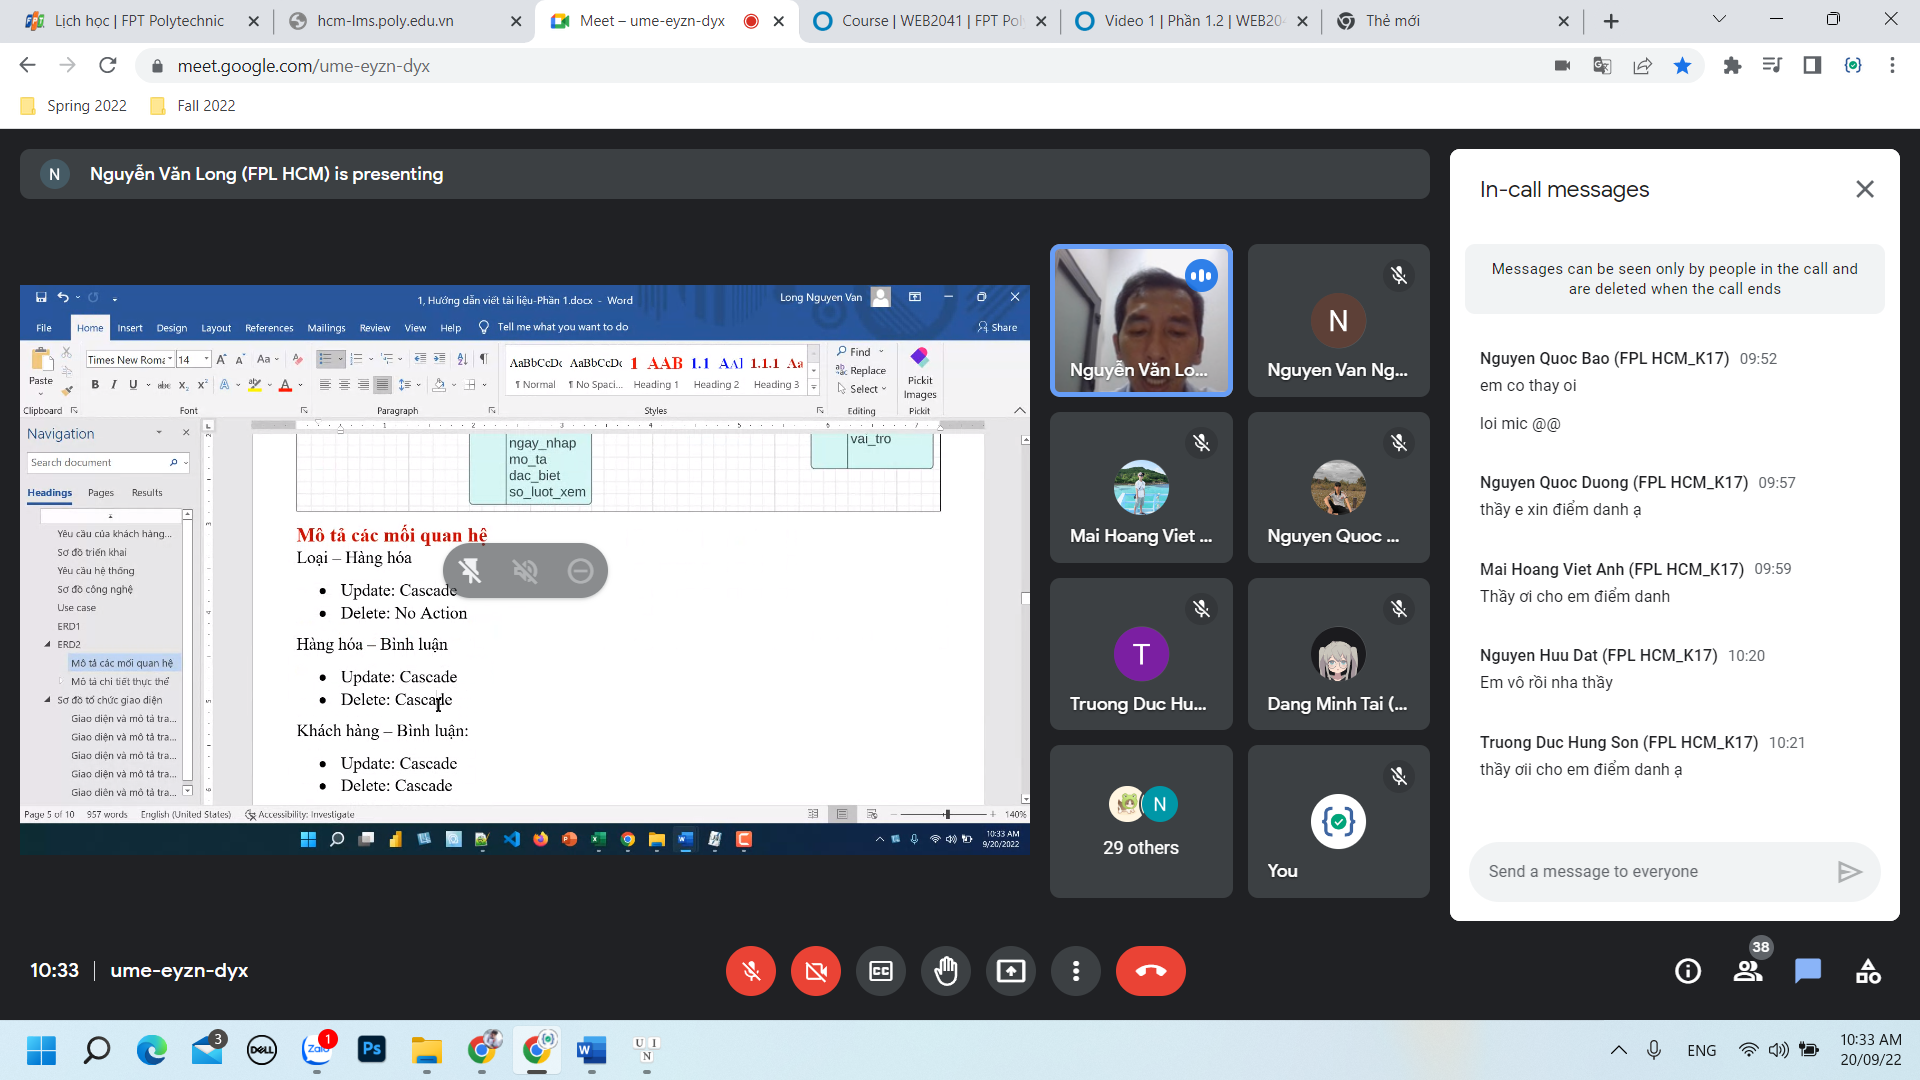 Lịch học | FPT Polytechnic
hcm-lms.poly.edu.vn
Meet – ume-eyzn-dyx
Course | WEB2041 | FPT Pol
Video 1 | Phần 1.2 | WEB204
Thẻ mới
meet.google.com/ume-eyzn-dyx
Spring 2022
Fall 2022
N
Nguyễn Văn Long (FPL HCM) is presenting
1, Hướng dẫn viết tài liệu-Phần 1.docx - Word
Long Nguyen Van
File Home Insert Design Layout References Mailings Review View Help Tell me what you want to do
Share
Paste
Times New Roma 14
AaBbCcDc AaBbCcDc 1 AAB 1.1 AAI 1.1.1 Aa
¶ Normal ¶ No Spaci... Heading 1 Heading 2 Heading 3
Find
Replace
Select
Pickit Images
Clipboard Font Paragraph Styles Editing Pickit
Navigation
Search document
Headings Pages Results
Yêu cầu của khách hàng...
Sơ đồ triển khai
Yêu cầu hệ thống
Sơ đồ công nghệ
Use case
ERD1
ERD2
Mô tả các mối quan hệ
Mô tả chi tiết thực thể
Sơ đồ tổ chức giao diện
Giao diện và mô tả tra...
Giao diện và mô tả tra...
Giao diện và mô tả tra...
Giao diện và mô tả tra...
Giao diện và mô tả tra...
ngay_nhap
mo_ta
dac_biet
so_luot_xem
vai_tro
Mô tả các mối quan hệ
Loại – Hàng hóa
• Update: Cascade
• Delete: No Action
Hàng hóa – Bình luận
• Update: Cascade
• Delete: Cascade
Khách hàng – Bình luận:
• Update: Cascade
• Delete: Cascade
Page 5 of 10 957 words English (United States) Accessibility: Investigate
140%
10:33 AM
9/20/2022
Nguyễn Văn Lo...
N
Nguyen Van Ng...
Mai Hoang Viet ...
Nguyen Quoc ...
T
Truong Duc Hu...
Dang Minh Tai (...
N
29 others
You
In-call messages
Messages can be seen only by people in the call and
are deleted when the call ends
Nguyen Quoc Bao (FPL HCM_K17) 09:52
em co thay oi
loi mic @@
Nguyen Quoc Duong (FPL HCM_K17) 09:57
thầy e xin điểm danh ạ
Mai Hoang Viet Anh (FPL HCM_K17) 09:59
Thầy ơi cho em điểm danh
Nguyen Huu Dat (FPL HCM_K17) 10:20
Em vô rồi nha thầy
Truong Duc Hung Son (FPL HCM_K17) 10:21
thầy ơii cho em điểm danh ạ
Send a message to everyone
10:33 | ume-eyzn-dyx
38
3
DELL
Zalo
1
Ps
U I
N
ENG
10:33 AM
20/09/22